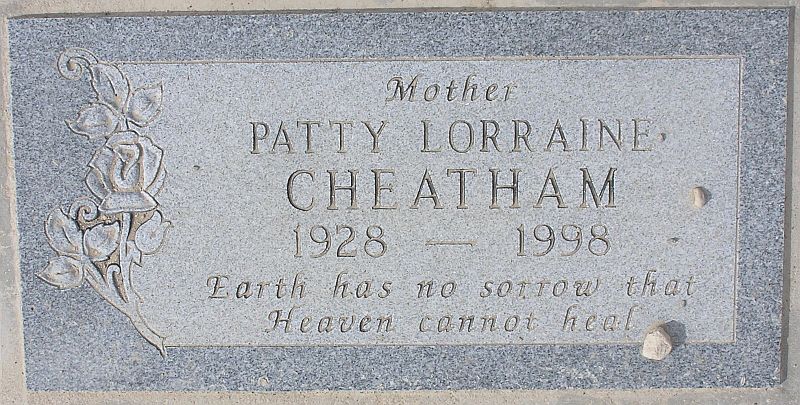 Mother
PATTY LORRAINE
CHEATHAM
1928 — 1998
Earth has no sorrow that
Heaven cannot heal